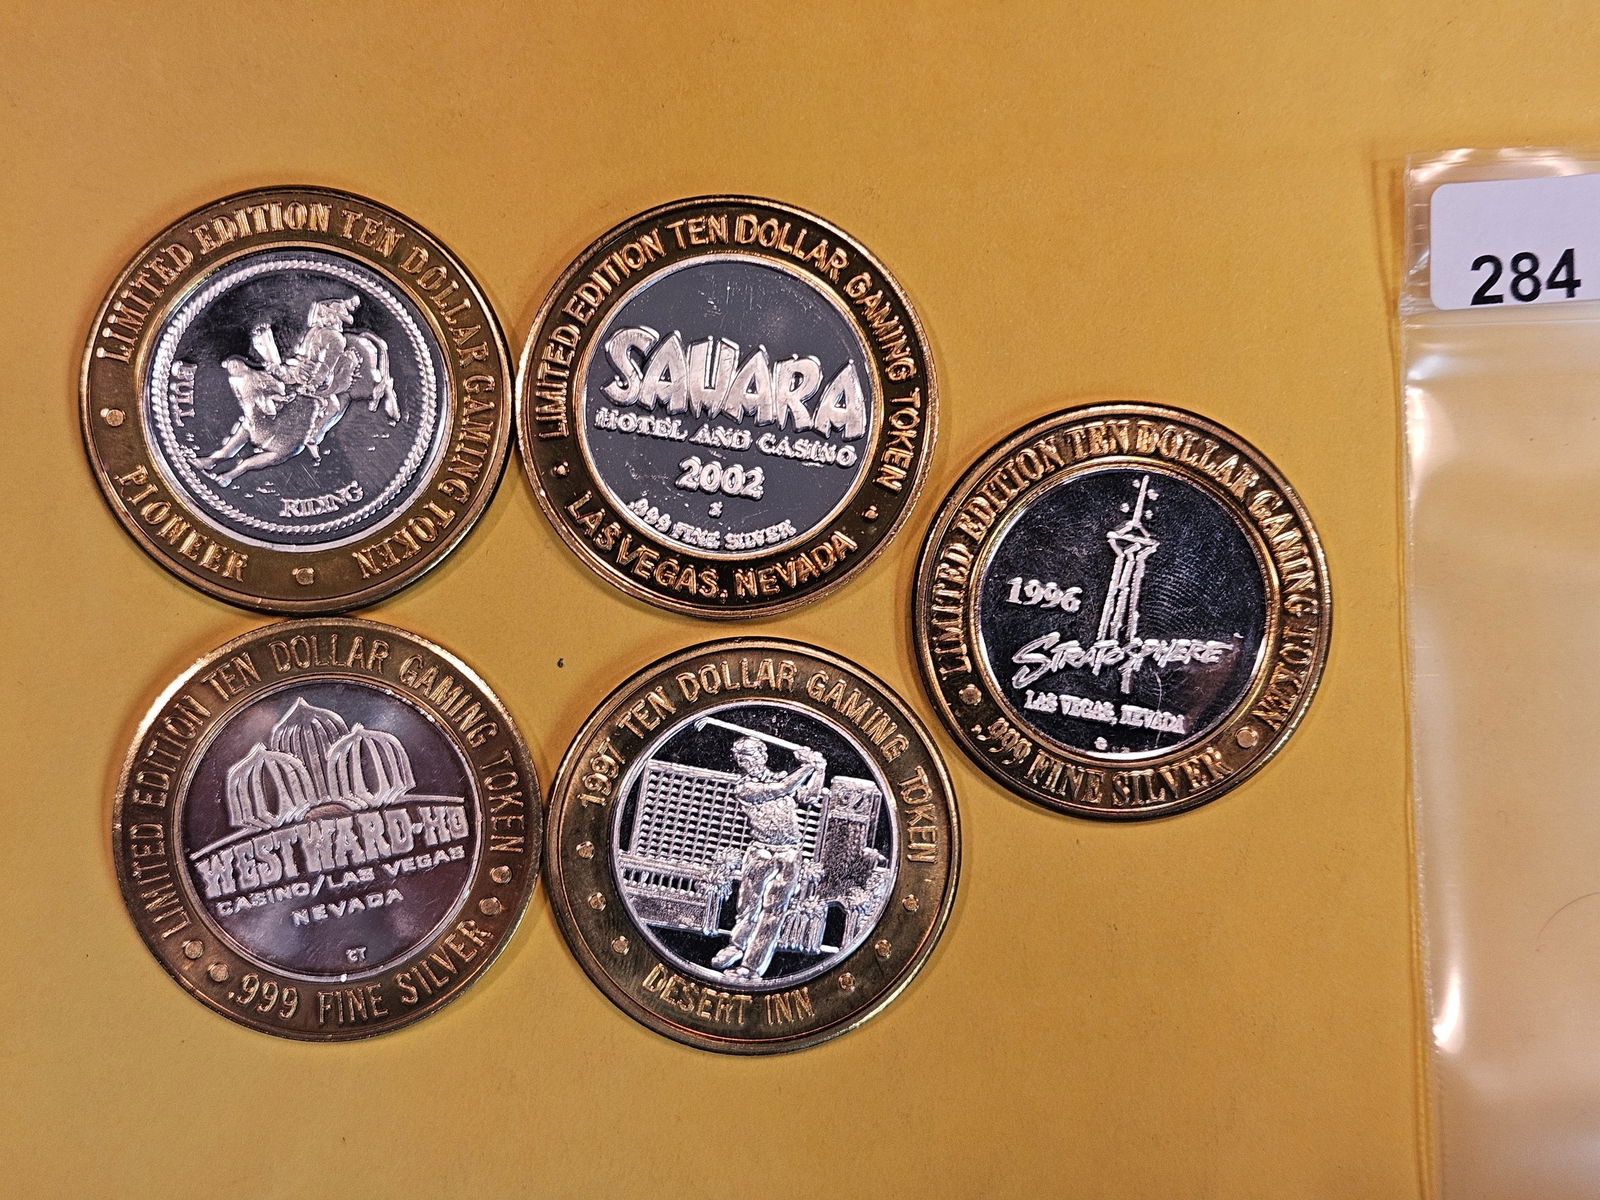 LIMITED EDITION TEN DOLLAR GAMING TOKEN
BULL
RIDING
PIONEER
LIMITED EDITION TEN DOLLAR GAMING TOKEN
SAHARA
HOTEL AND CASINO
2002
.999 FINE SILVER
LAS VEGAS, NEVADA
284
LIMITED EDITION TEN DOLLAR GAMING TOKEN
1996
STRATOSPHERE
LAS VEGAS, NEVADA
.999 FINE SILVER
LIMITED EDITION TEN DOLLAR GAMING TOKEN
WESTWARD-HO
CASINO/LAS VEGAS
NEVADA
CT
.999 FINE SILVER
1997 TEN DOLLAR GAMING TOKEN
DESERT INN